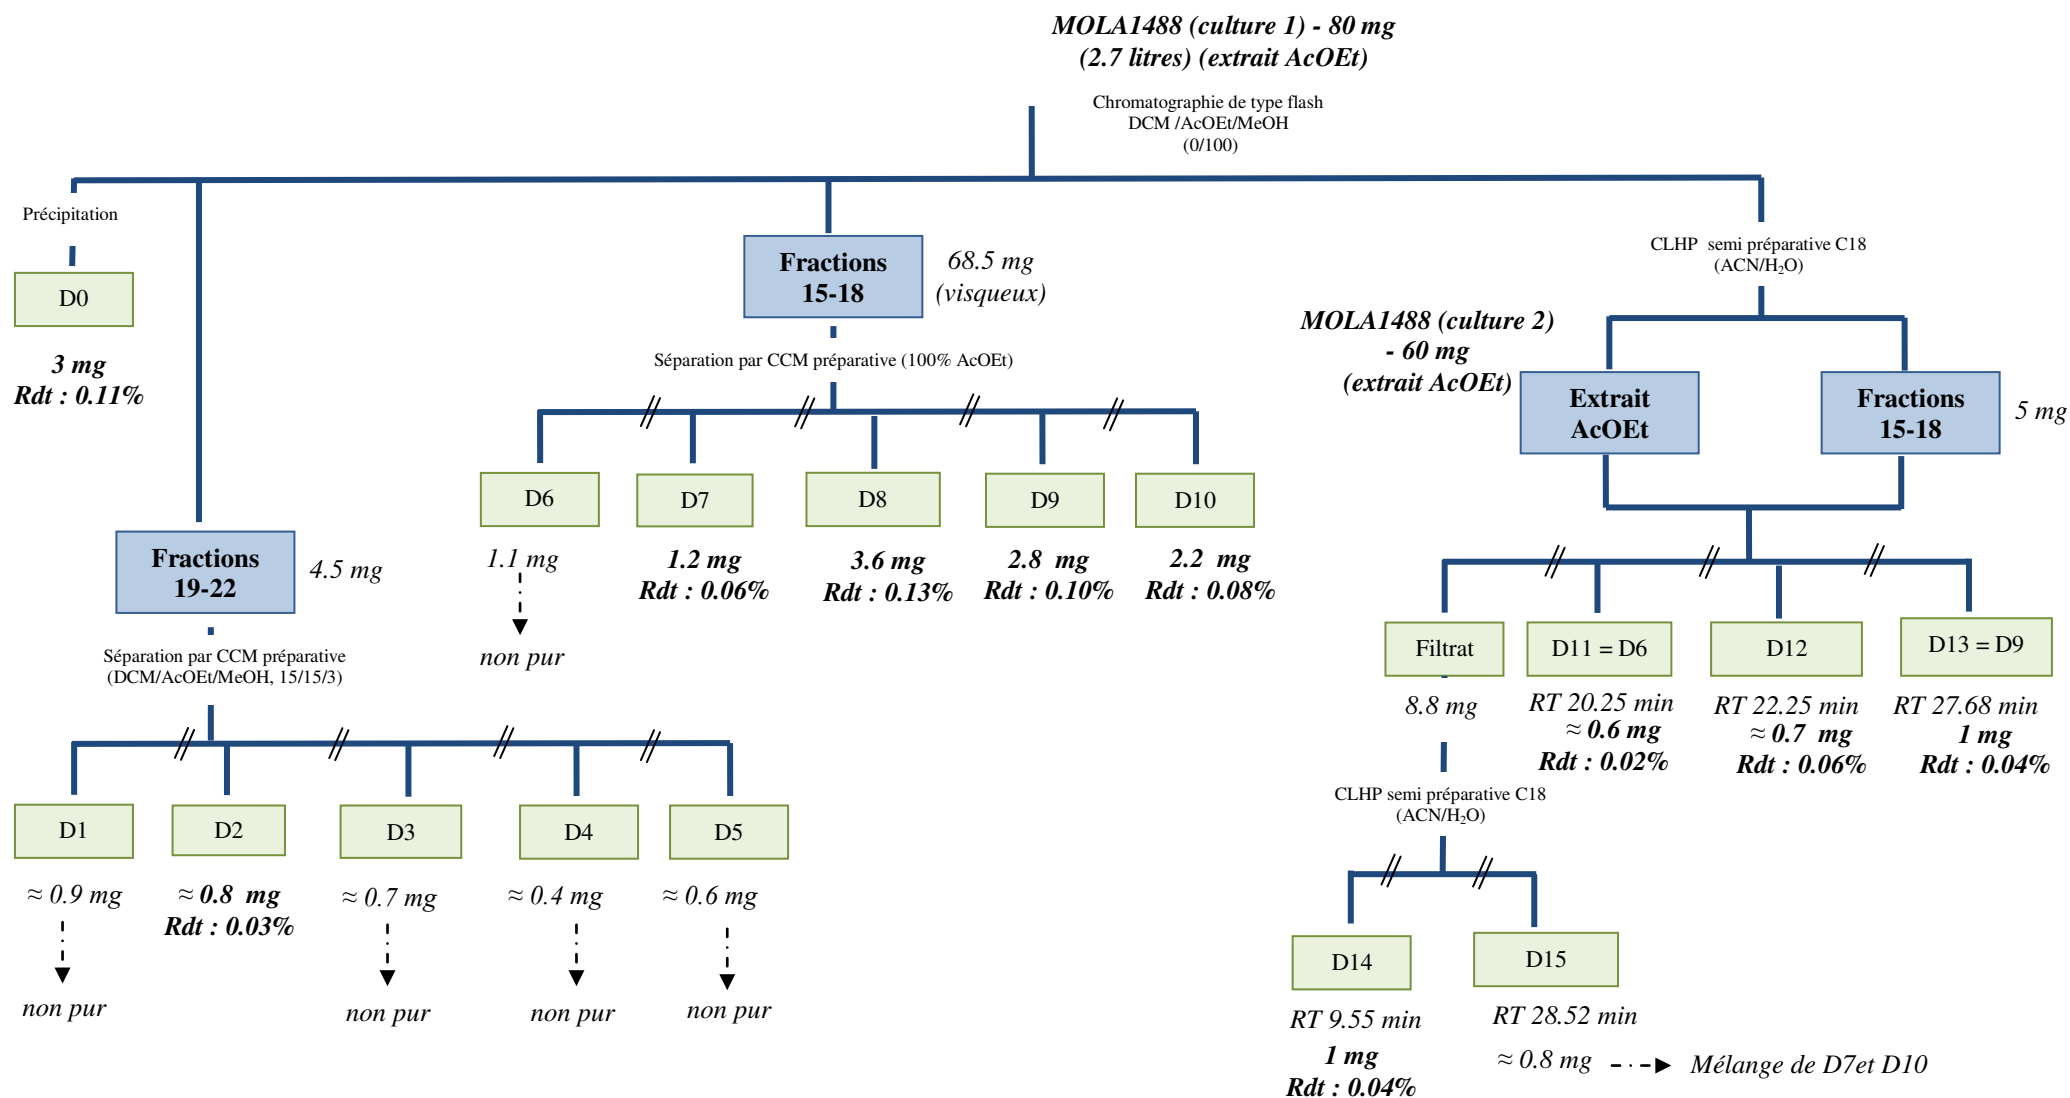 MOLA1488 (culture 1) - 80 mg
(2.7 litres) (extrait AcOEt)
Chromatographie de type flash
DCM /AcOEt/MeOH
(0/100)
Précipitation
D0
3 mg
Rdt : 0.11%
Fractions
15-18
68.5 mg
(visqueux)
Séparation par CCM préparative (100% AcOEt)
D6
D7
D8
D9
D10
1.1 mg
non pur
1.2 mg
Rdt : 0.06%
3.6 mg
Rdt : 0.13%
2.8 mg
Rdt : 0.10%
2.2 mg
Rdt : 0.08%
Fractions
19-22
4.5 mg
Séparation par CCM préparative
(DCM/AcOEt/MeOH, 15/15/3)
D1
D2
D3
D4
D5
≈ 0.9 mg
non pur
≈ 0.8 mg
Rdt : 0.03%
≈ 0.7 mg
non pur
≈ 0.4 mg
non pur
≈ 0.6 mg
non pur
CLHP semi préparative C18
(ACN/H₂O)
MOLA1488 (culture 2)
- 60 mg
(extrait AcOEt)
Extrait
AcOEt
Fractions
15-18
5 mg
Filtrat
D11 = D6
D12
D13 = D9
8.8 mg
RT 20.25 min
≈ 0.6 mg
Rdt : 0.02%
RT 22.25 min
≈ 0.7 mg
Rdt : 0.06%
RT 27.68 min
1 mg
Rdt : 0.04%
CLHP semi préparative C18
(ACN/H₂O)
D14
D15
RT 9.55 min
1 mg
Rdt : 0.04%
RT 28.52 min
≈ 0.8 mg
Mélange de D7et D10